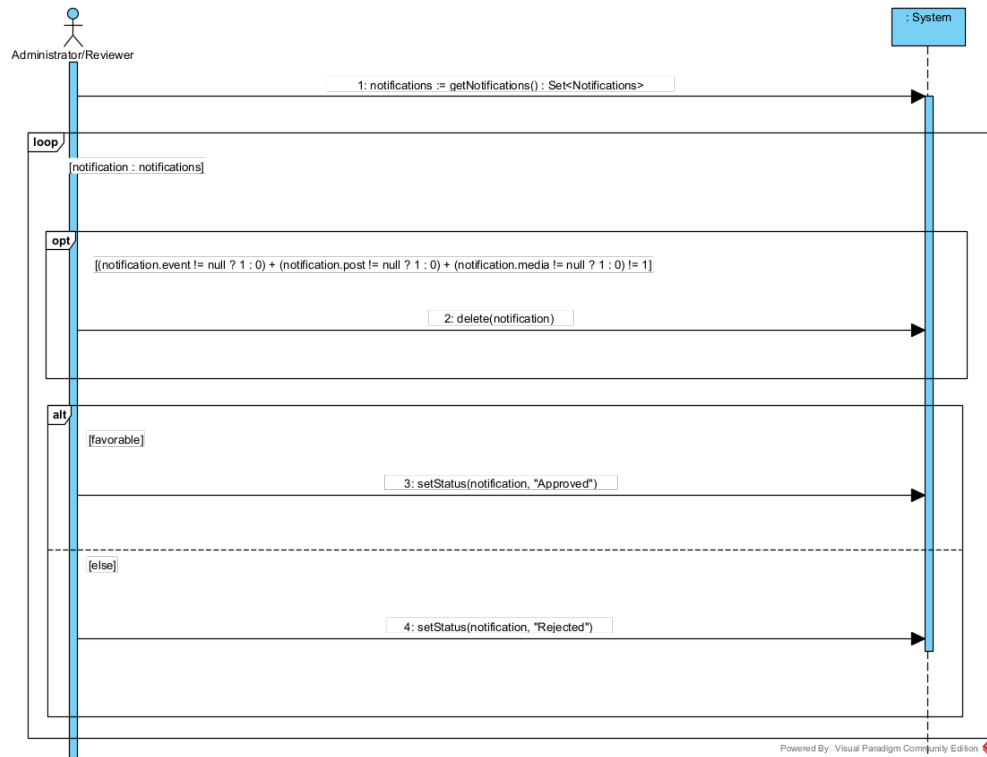 : System
Administrator/Reviewer
1: notifications := getNotifications() : Set<Notifications>
loop
[notification : notifications]
opt
[(notification.event != null ? 1 : 0) + (notification.post != null ? 1 : 0) + (notification.media != null ? 1 : 0) != 1]
2: delete(notification)
alt
[favorable]
3: setStatus(notification, "Approved")
[else]
4: setStatus(notification, "Rejected")
Powered By Visual Paradigm Community Edition